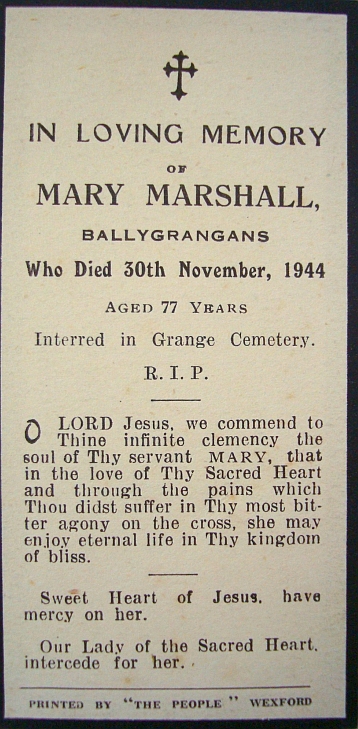 IN LOVING MEMORY
OF
MARY MARSHALL,
BALLYGRANGANS
Who Died 30th November, 1944
AGED 77 YEARS
Interred in Grange Cemetery.
R. I. P.
O LORD Jesus, we commend to
Thine infinite clemency the
soul of Thy servant MARY, that
in the love of Thy Sacred Heart
and through the pains which
Thou didst suffer in Thy most bit-
ter agony on the cross, she may
enjoy eternal life in Thy kingdom
of bliss.
Sweet Heart of Jesus, have
mercy on her.
Our Lady of the Sacred Heart,
intercede for her.
PRINTED BY "THE PEOPLE" WEXFORD